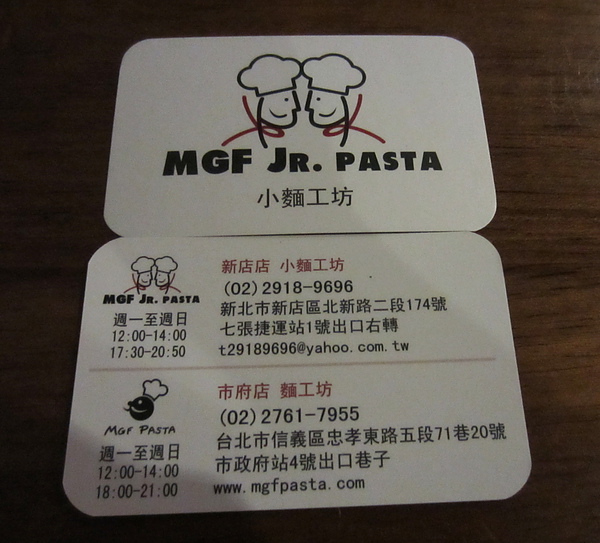 MGF JR. PASTA
小麵工坊
MGF JR. PASTA
週一至週日
12:00-14:00
17:30-20:50
新店店 小麵工坊
(02)2918-9696
新北市新店區北新路二段174號
七張捷運站1號出口右轉
t29189696@yahoo.com.tw
MGF PASTA
週一至週日
12:00-14:00
18:00-21:00
市府店 麵工坊
(02)2761-7955
台北市信義區忠孝東路五段71巷20號
市政府站4號出口巷子
www.mgfpasta.com